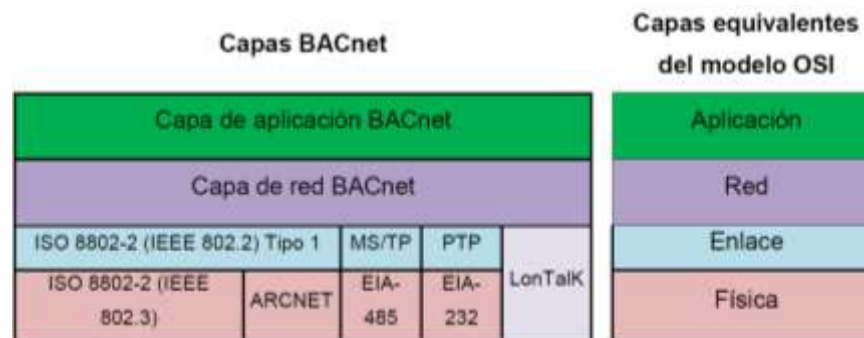 Capas BACnet
Capas equivalentes
del modelo OSI
Capa de aplicación BACnet
Aplicación
Capa de red BACnet
Red
ISO 8802-2 (IEEE 802.2) Tipo 1
MS/TP
PTP
LonTalK
Enlace
ISO 8802-2 (IEEE
802.3)
ARCNET
EIA-
485
EIA-
232
Física